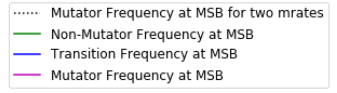 Mutator Frequency at MSB for two mrates
Non-Mutator Frequency at MSB
Transition Frequency at MSB
Mutator Frequency at MSB